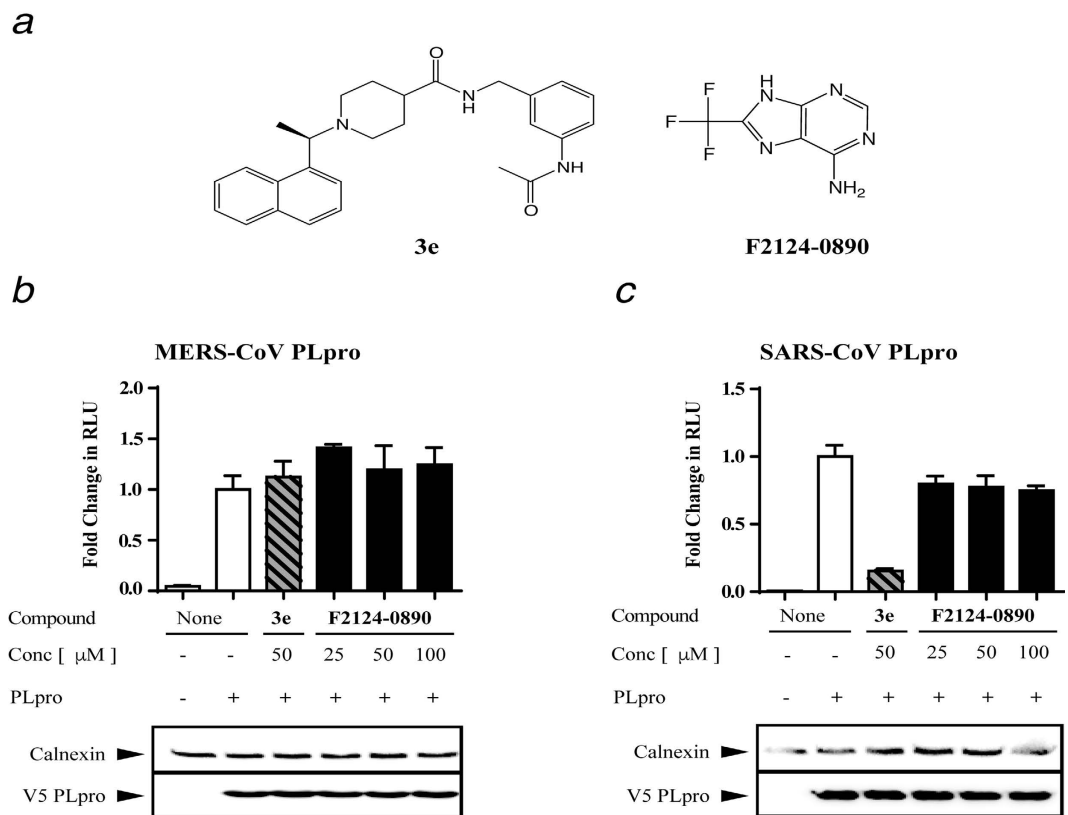 a
O
N
N
H
NH
O
3e
F
F
F
H
N
N
N
N
NH2
F2124-0890
b
MERS-CoV PLpro
Fold Change in RLU
2.0
1.5
1.0
0.5
0.0
Compound None 3e F2124-0890
Conc [ μM ] - - 50 25 50 100
PLpro - + + + + +
Calnexin
V5 PLpro
c
SARS-CoV PLpro
Fold Change in RLU
1.5
1.0
0.5
0.0
Compound None 3e F2124-0890
Conc [ μM ] - - 50 25 50 100
PLpro - + + + + +
Calnexin
V5 PLpro